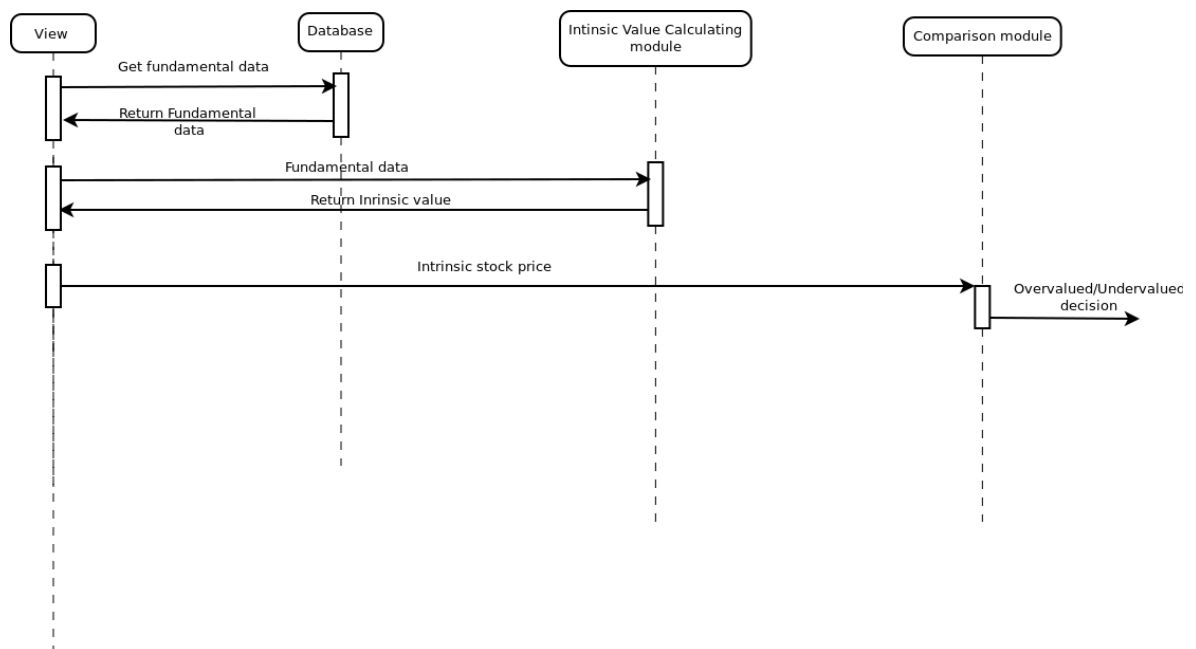 View
Database
Intinsic Value Calculating
module
Comparison module
Get fundamental data
Return Fundamental
data
Fundamental data
Return Inrinsic value
Intrinsic stock price
Overvalued/Undervalued
decision